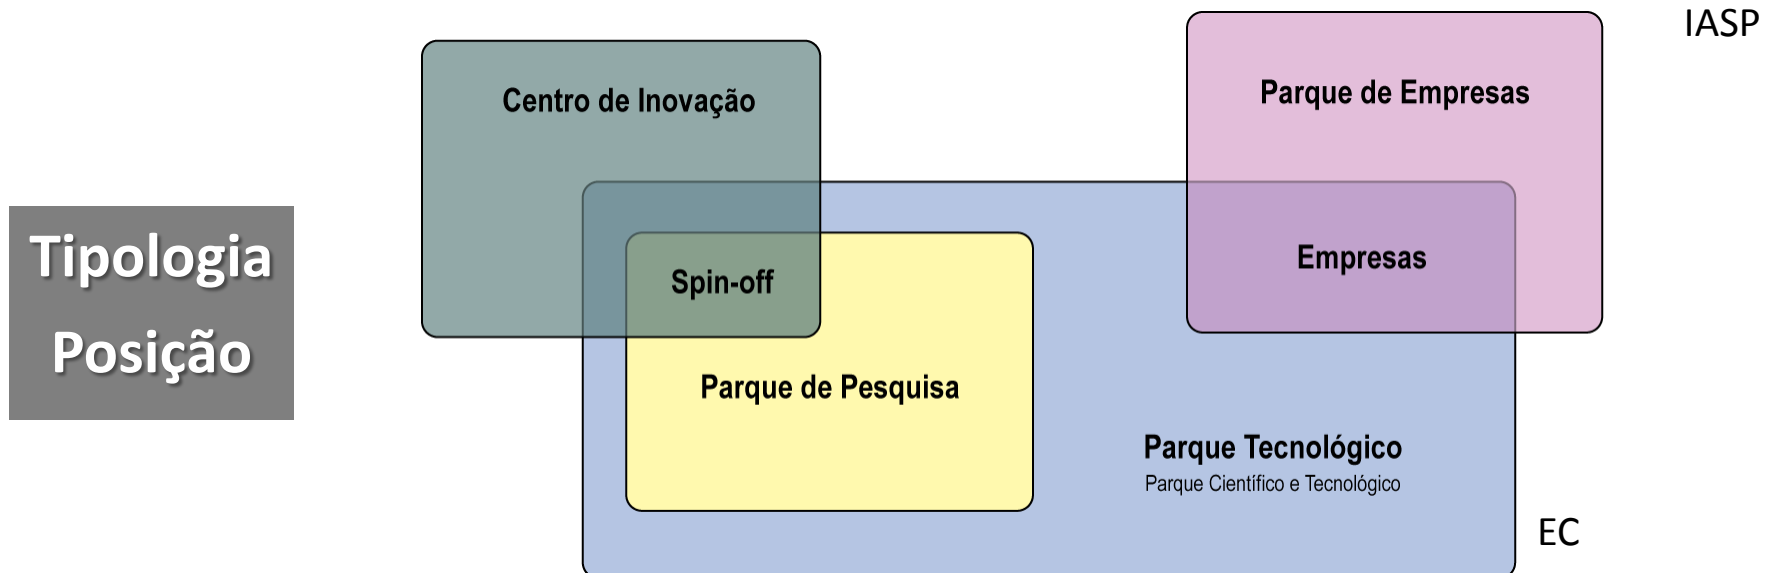 IASP
Centro de Inovação
Parque de Empresas
Tipologia
Posição
Spin-off
Empresas
Parque de Pesquisa
Parque Tecnológico
Parque Científico e Tecnológico
EC